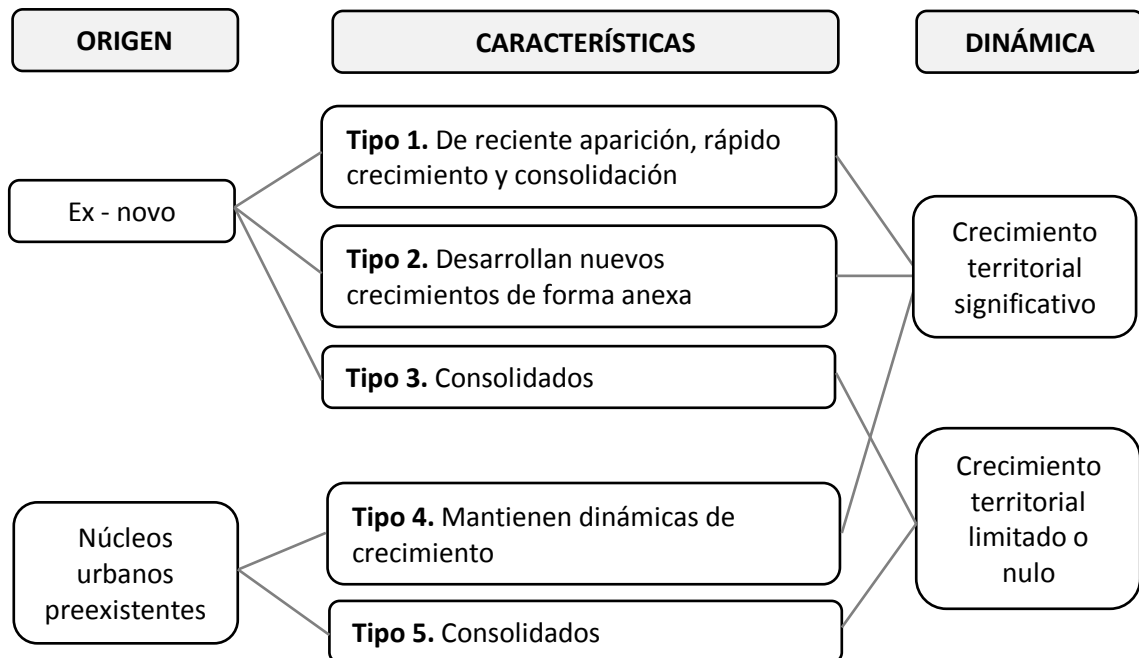 ORIGEN
CARACTERÍSTICAS
DINÁMICA
Ex - novo
Tipo 1. De reciente aparición, rápido
crecimiento y consolidación
Tipo 2. Desarrollan nuevos
crecimientos de forma anexa
Tipo 3. Consolidados
Crecimiento
territorial
significativo
Núcleos
urbanos
preexistentes
Tipo 4. Mantienen dinámicas de
crecimiento
Tipo 5. Consolidados
Crecimiento
territorial
limitado o
nulo